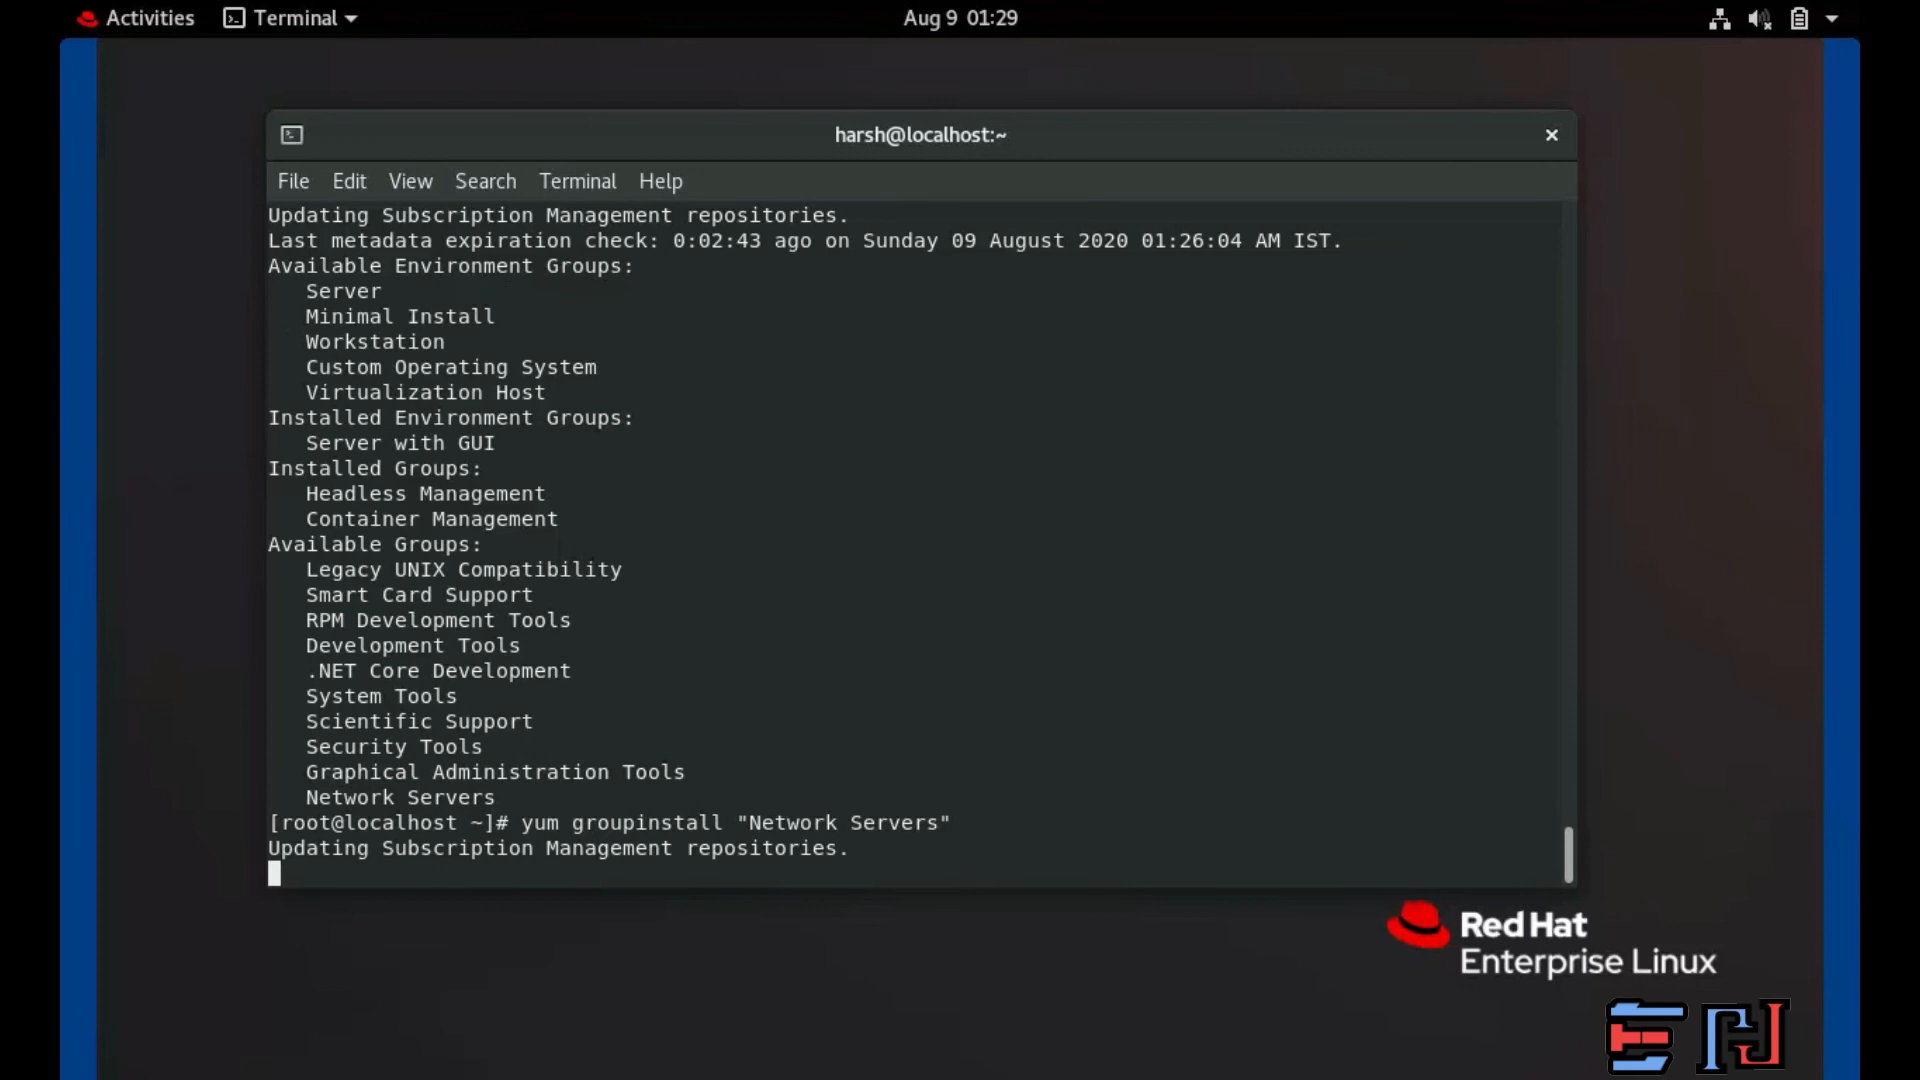 Activities Terminal Aug 9 01:29
harsh@localhost:~
File Edit View Search Terminal Help
Updating Subscription Management repositories.
Last metadata expiration check: 0:02:43 ago on Sunday 09 August 2020 01:26:04 AM IST.
Available Environment Groups:
Server
Minimal Install
Workstation
Custom Operating System
Virtualization Host
Installed Environment Groups:
Server with GUI
Installed Groups:
Headless Management
Container Management
Available Groups:
Legacy UNIX Compatibility
Smart Card Support
RPM Development Tools
Development Tools
.NET Core Development
System Tools
Scientific Support
Security Tools
Graphical Administration Tools
Network Servers
[root@localhost ~]# yum groupinstall "Network Servers"
Updating Subscription Management repositories.
Red Hat
Enterprise Linux